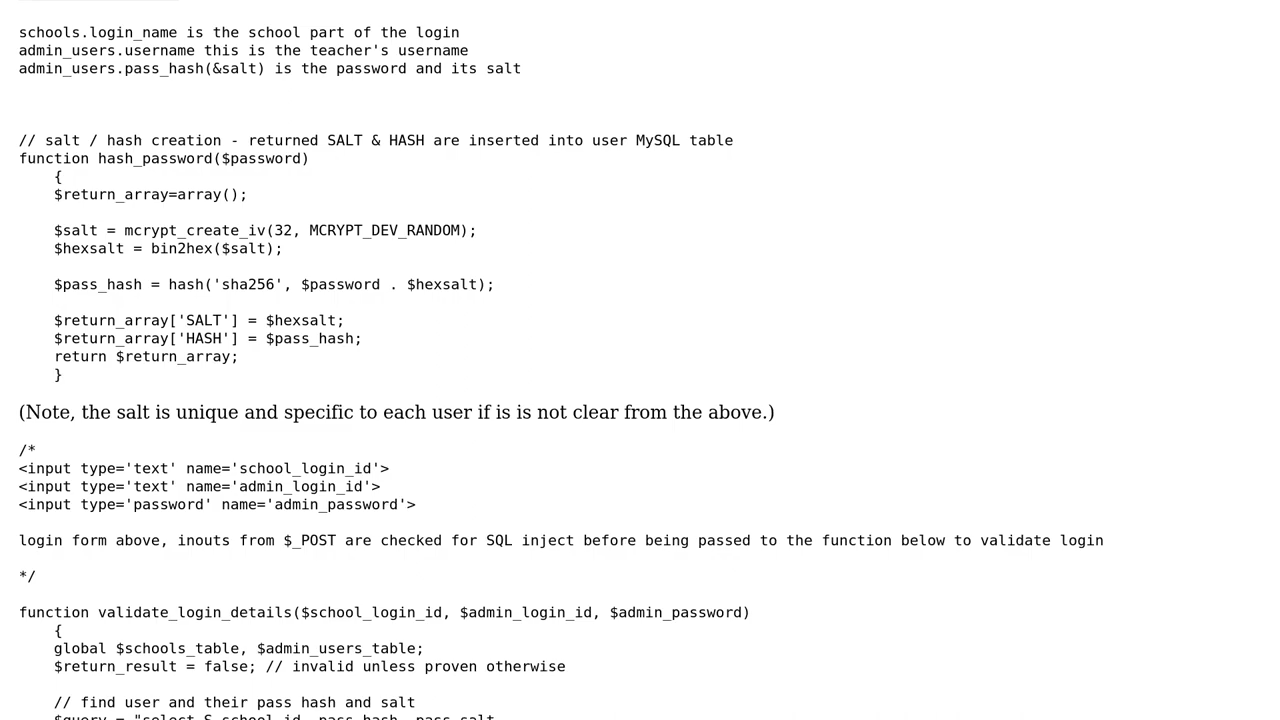 schools.login_name is the school part of the login
admin_users.username this is the teacher's username
admin_users.pass_hash(&salt) is the password and its salt
// salt / hash creation - returned SALT & HASH are inserted into user MySQL table
function hash_password($password)
{
$return_array=array();
$salt = mcrypt_create_iv(32, MCRYPT_DEV_RANDOM);
$hexsalt = bin2hex($salt);
$pass_hash = hash('sha256', $password . $hexsalt);
$return_array['SALT'] = $hexsalt;
$return_array['HASH'] = $pass_hash;
return $return_array;
}
(Note, the salt is unique and specific to each user if is is not clear from the above.)
/*
<input type='text' name='school_login_id'>
<input type='text' name='admin_login_id'>
<input type='password' name='admin_password'>
login form above, inouts from $_POST are checked for SQL inject before being passed to the function below to validate login
*/
function validate_login_details($school_login_id, $admin_login_id, $admin_password)
{
global $schools_table, $admin_users_table;
$return_result = false; // invalid unless proven otherwise
// find user and their pass hash and salt
$query = "select S.school_id, pass_hash, pass_salt